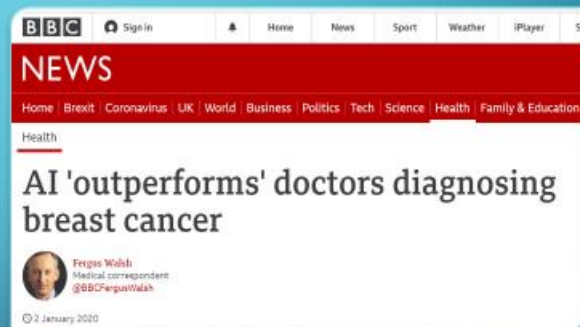 BBC Sign in Home News Sport Weather iPlayer S
NEWS
Home Brexit Coronavirus UK World Business Politics Tech Science Health Family & Education
Health
AI 'outperforms' doctors diagnosing
breast cancer
Fergus Walsh
Medical correspondent
@BBCFergusWalsh
2 January 2020